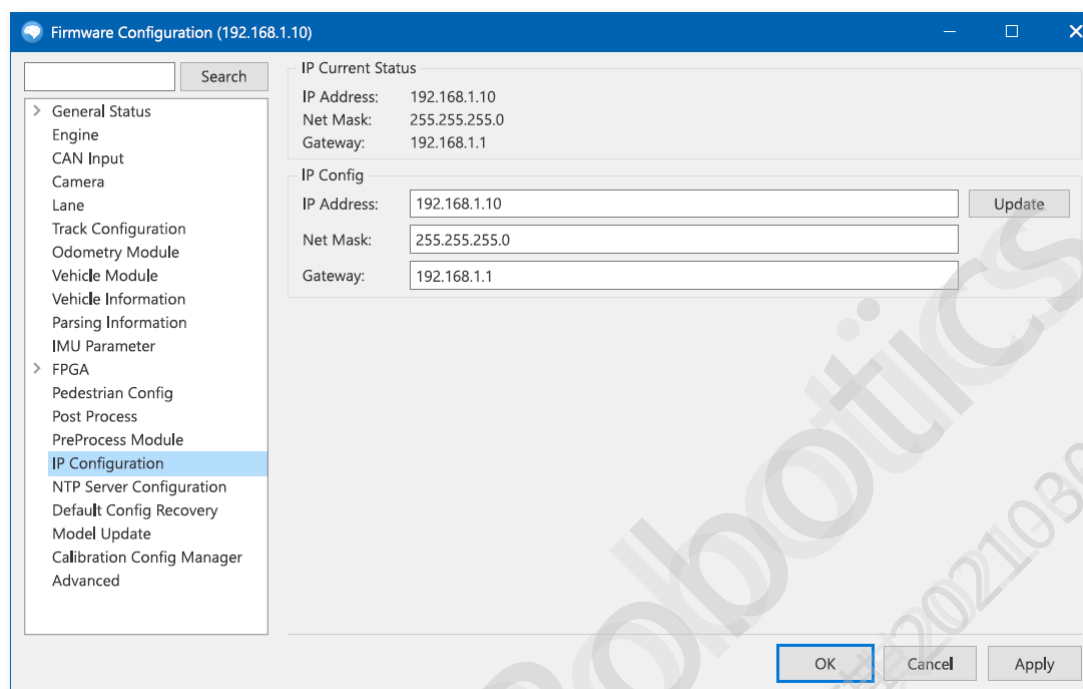 Firmware Configuration (192.168.1.10)
Search
General Status
Engine
CAN Input
Camera
Lane
Track Configuration
Odometry Module
Vehicle Module
Vehicle Information
Parsing Information
IMU Parameter
FPGA
Pedestrian Config
Post Process
PreProcess Module
IP Configuration
NTP Server Configuration
Default Config Recovery
Model Update
Calibration Config Manager
Advanced
IP Current Status
IP Address: 192.168.1.10
Net Mask: 255.255.255.0
Gateway: 192.168.1.1
IP Config
IP Address: 192.168.1.10 Update
Net Mask: 255.255.255.0
Gateway: 192.168.1.1
OK Cancel Apply